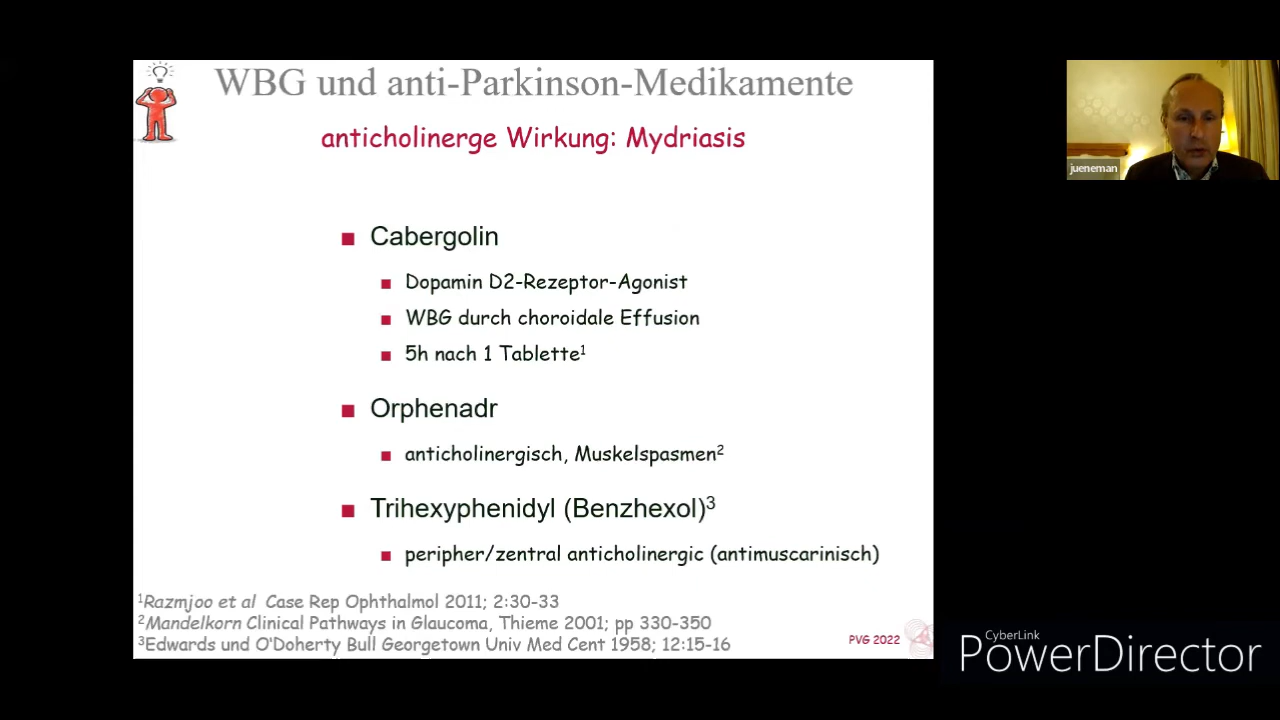 WBG und anti-Parkinson-Medikamente
anticholinerge Wirkung: Mydriasis
Cabergolin
Dopamin D2-Rezeptor-Agonist
WBG durch choroidale Effusion
5h nach 1 Tablette¹
Orphenadr
anticholinergisch, Muskelspasmen²
Trihexyphenidyl (Benzhexol)³
peripher/zentral anticholinergic (antimuscarinisch)
¹Razmjoo et al Case Rep Ophthalmol 2011; 2:30-33
²Mandelkorn Clinical Pathways in Glaucoma, Thieme 2001; pp 330-350
³Edwards und O'Doherty Bull Georgetown Univ Med Cent 1958; 12:15-16
PVG 2022
jueneman
CyberLink
PowerDirector